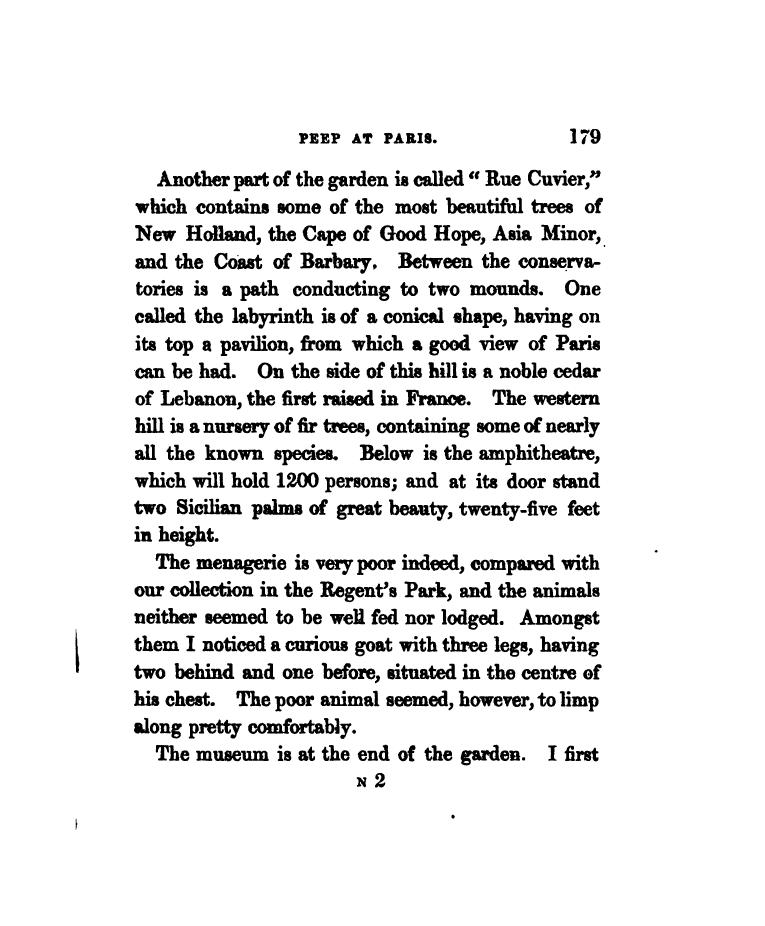 PEEP AT PARIS. 179
Another part of the garden is called “ Rue Cuvier,”
which contains some of the most beautiful trees of
New Holland, the Cape of Good Hope, Asia Minor,
and the Coast of Barbary. Between the conserva-
tories is a path conducting to two mounds. One
called the labyrinth is of a conical shape, having on
its top a pavilion, from which a good view of Paris
can be had. On the side of this hill is a noble cedar
of Lebanon, the first raised in France. The western
hill is a nursery of fir trees, containing some of nearly
all the known species. Below is the amphitheatre,
which will hold 1200 persons; and at its door stand
two Sicilian palms of great beauty, twenty-five feet
in height.
The menagerie is very poor indeed, compared with
our collection in the Regent’s Park, and the animals
neither seemed to be well fed nor lodged. Amongst
them I noticed a curious goat with three legs, having
two behind and one before, situated in the centre of
his chest. The poor animal seemed, however, to limp
along pretty comfortably.
The museum is at the end of the garden. I first
N 2